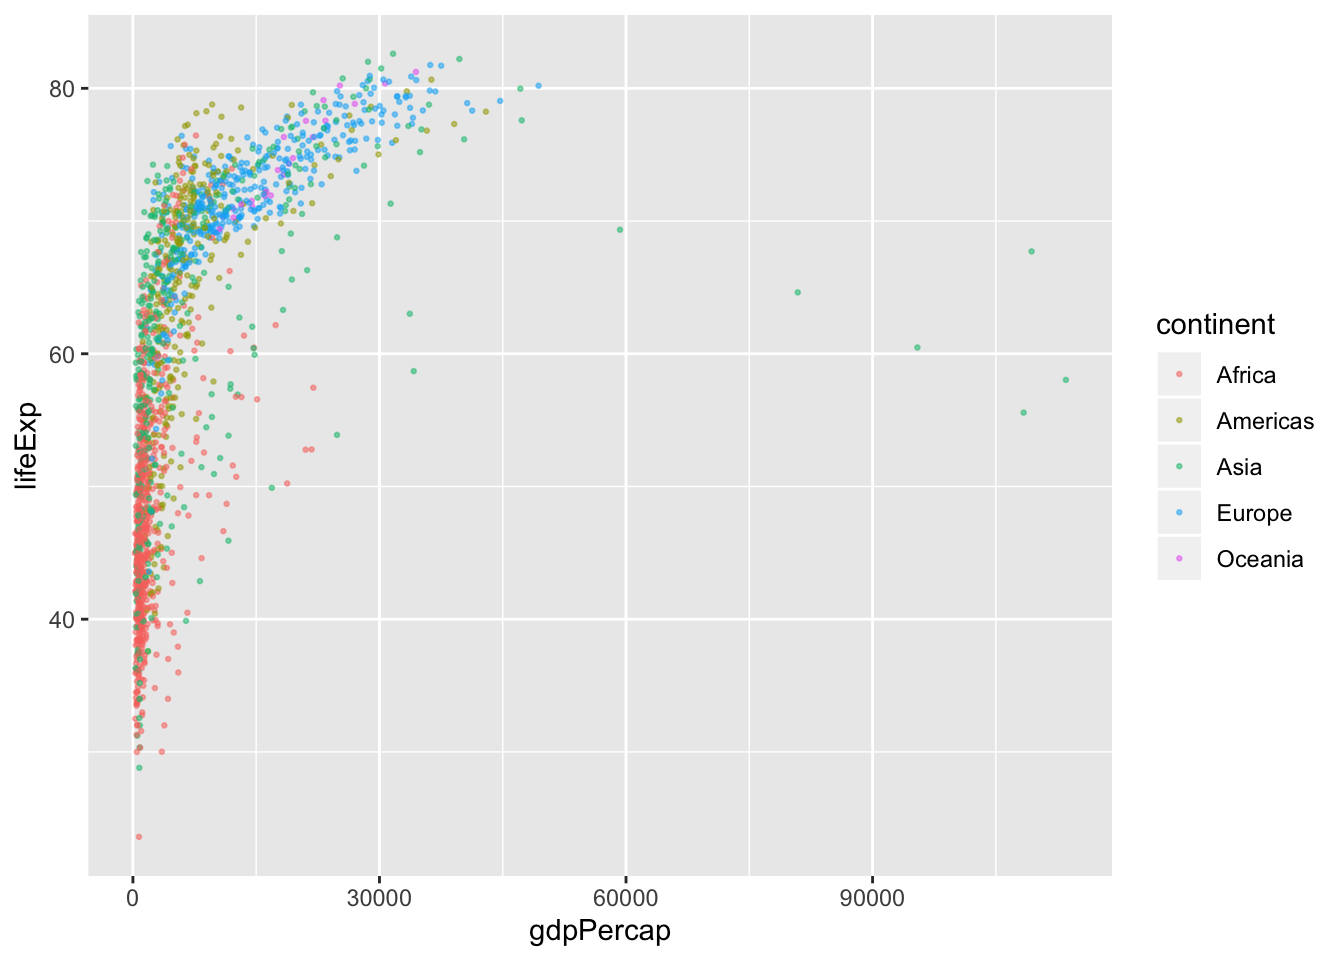 80
60
40
lifeExp
0 30000 60000 90000
gdpPercap
continent
Africa
Americas
Asia
Europe
Oceania